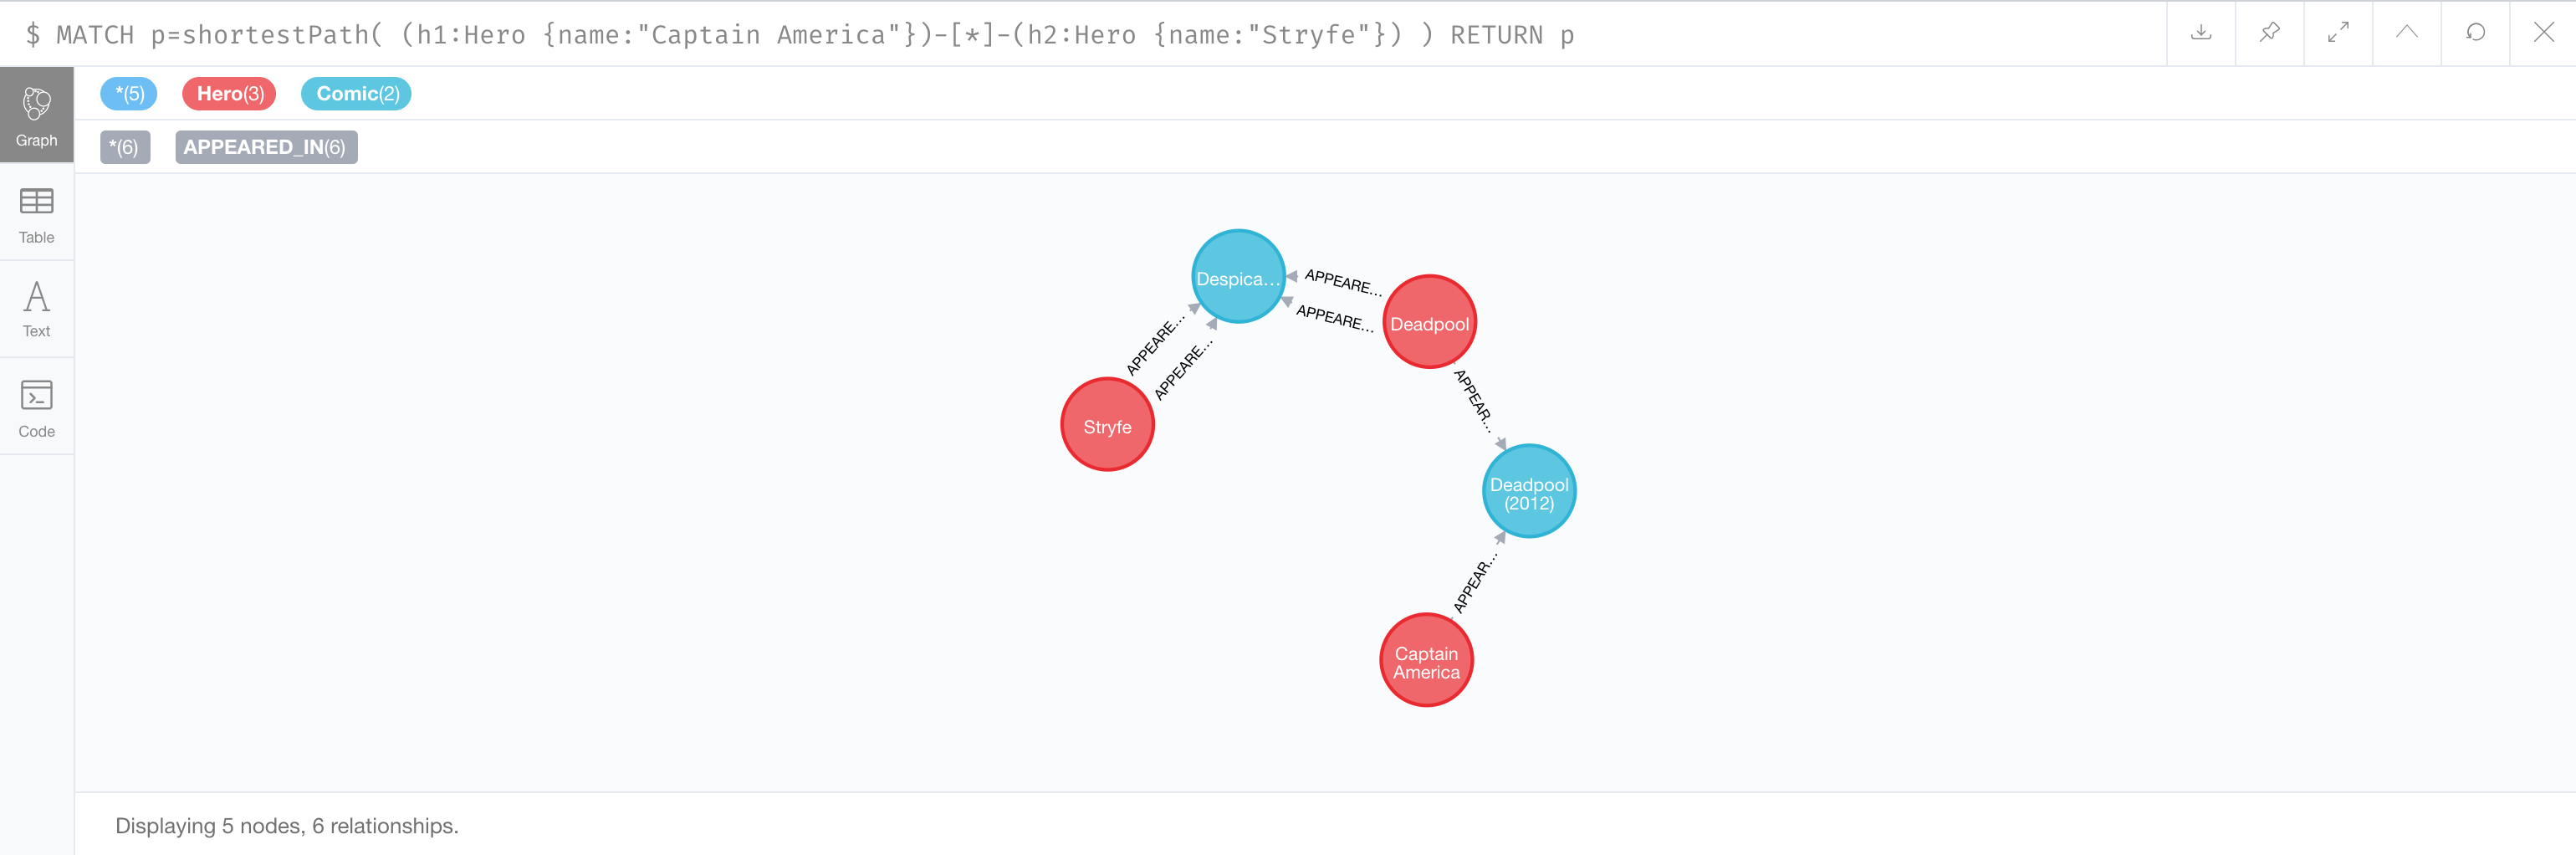 $ MATCH p=shortestPath( (h1:Hero {name:"Captain America"})-[*]-(h2:Hero {name:"Stryfe"}) ) RETURN p
*(5) Hero(3) Comic(2)
*(6) APPEARED_IN(6)
Graph
Table
Text
Code
Despica...
APPEARE...
APPEARE...
Deadpool
APPEARE...
APPEARE...
Stryfe
APPEAR...
Deadpool
(2012)
APPEAR...
Captain
America
Displaying 5 nodes, 6 relationships.